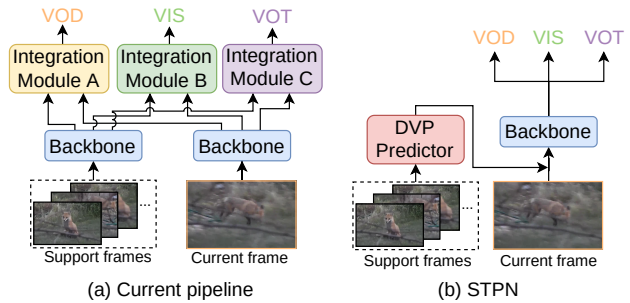 VOD VIS VOT
Integration Module A
Integration Module B
Integration Module C
Backbone
Backbone
...
Support frames
Current frame
(a) Current pipeline
VOD VIS VOT
DVP Predictor
Backbone
...
Support frames
Current frame
(b) STPN